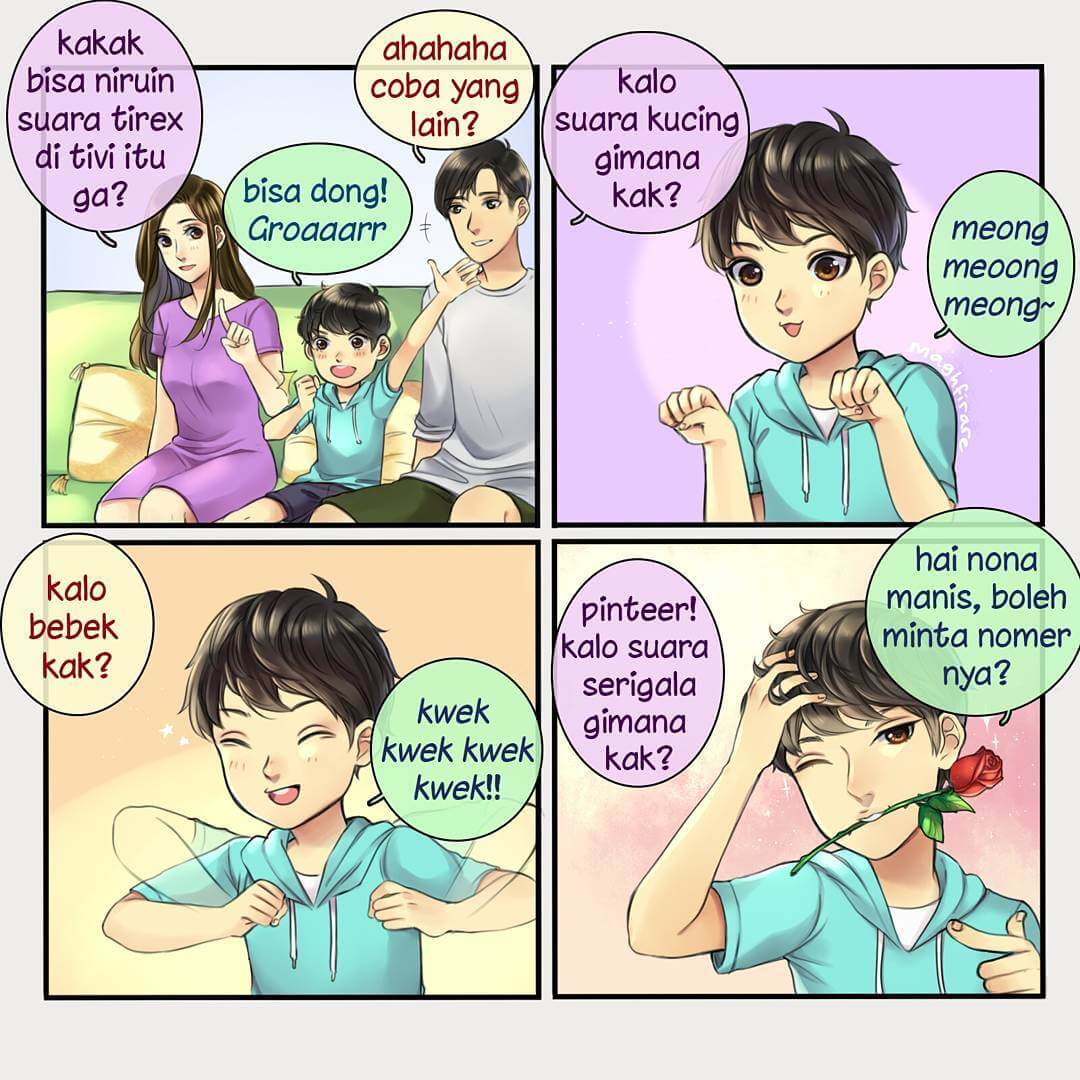 kakak
bisa niruin
suara tirex
di tivi itu
ga?
bisa dong!
Groaaarr
ahahaha
coba yang
lain?
kalo
suara kucing
gimana
kak?
meong
meoong
meong~
maghfirare
kalo
bebek
kak?
kwek
kwek kwek
kwek!!
pinteer!
kalo suara
serigala
gimana
kak?
hai nona
manis, boleh
minta nomer
nya?